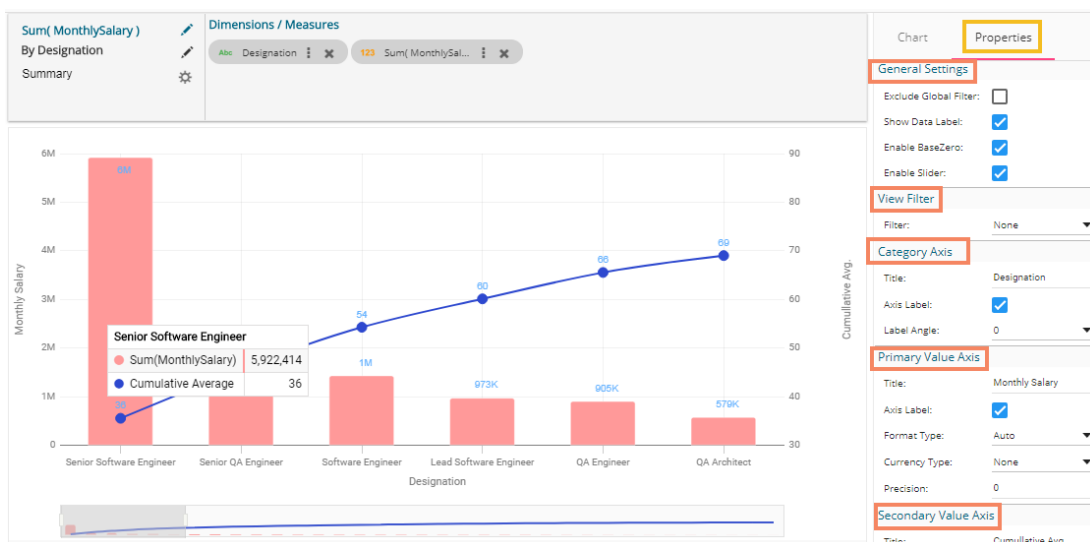 Sum( MonthlySalary )
By Designation
Summary
Dimensions / Measures
Abc Designation
123 Sum( MonthlySal...
Chart
Properties
General Settings
Exclude Global Filter:
Show Data Label:
Enable BaseZero:
Enable Slider:
View Filter
Filter: None
Category Axis
Title: Designation
Axis Label:
Label Angle: 0
Primary Value Axis
Title: Monthly Salary
Axis Label:
Format Type: Auto
Currency Type: None
Precision: 0
Secondary Value Axis
Title: Cumullative Avg.
Monthly Salary
6M
5M
4M
3M
2M
1M
0
90
80
70
60
50
40
30
Cumullative Avg.
6M
1M
973K
905K
579K
36
54
60
66
69
Senior Software Engineer
Sum(MonthlySalary) 5,922,414
Cumulative Average 36
Senior Software Engineer
Senior QA Engineer
Software Engineer
Lead Software Engineer
QA Engineer
QA Architect
Designation